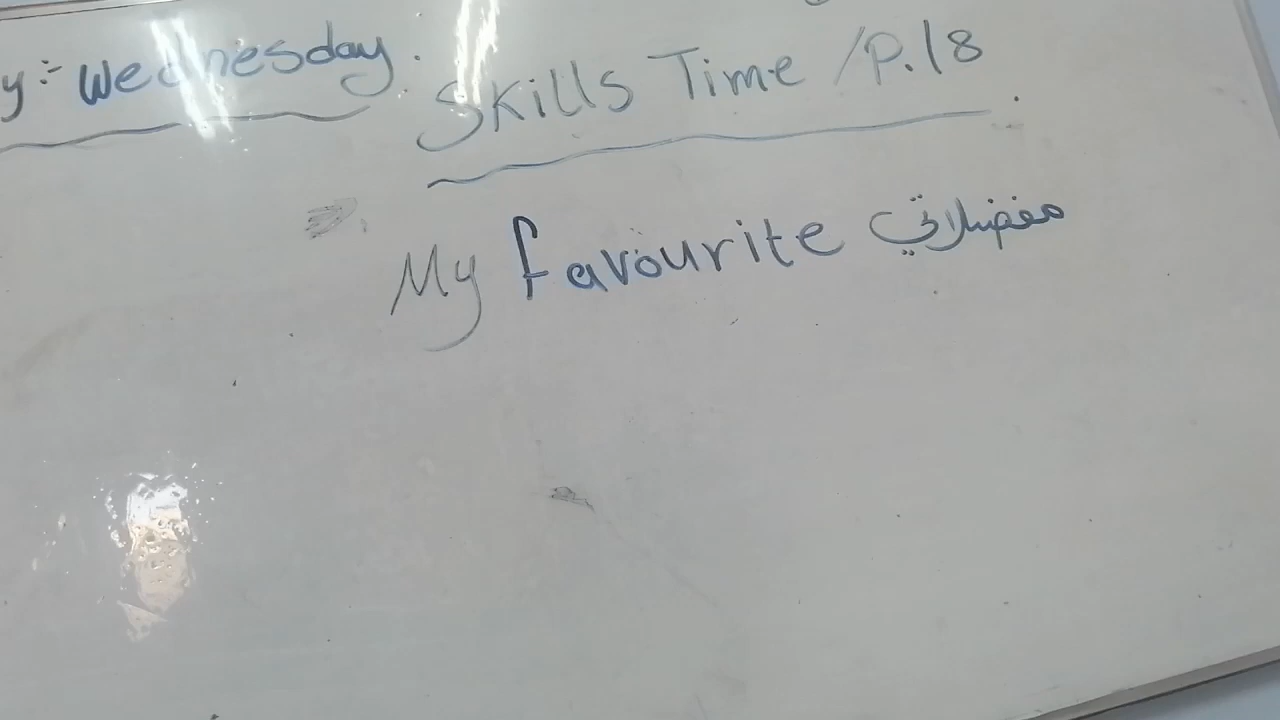 y:- Wednesday.
Skills Time / P.18
My favourite مفضلاتي